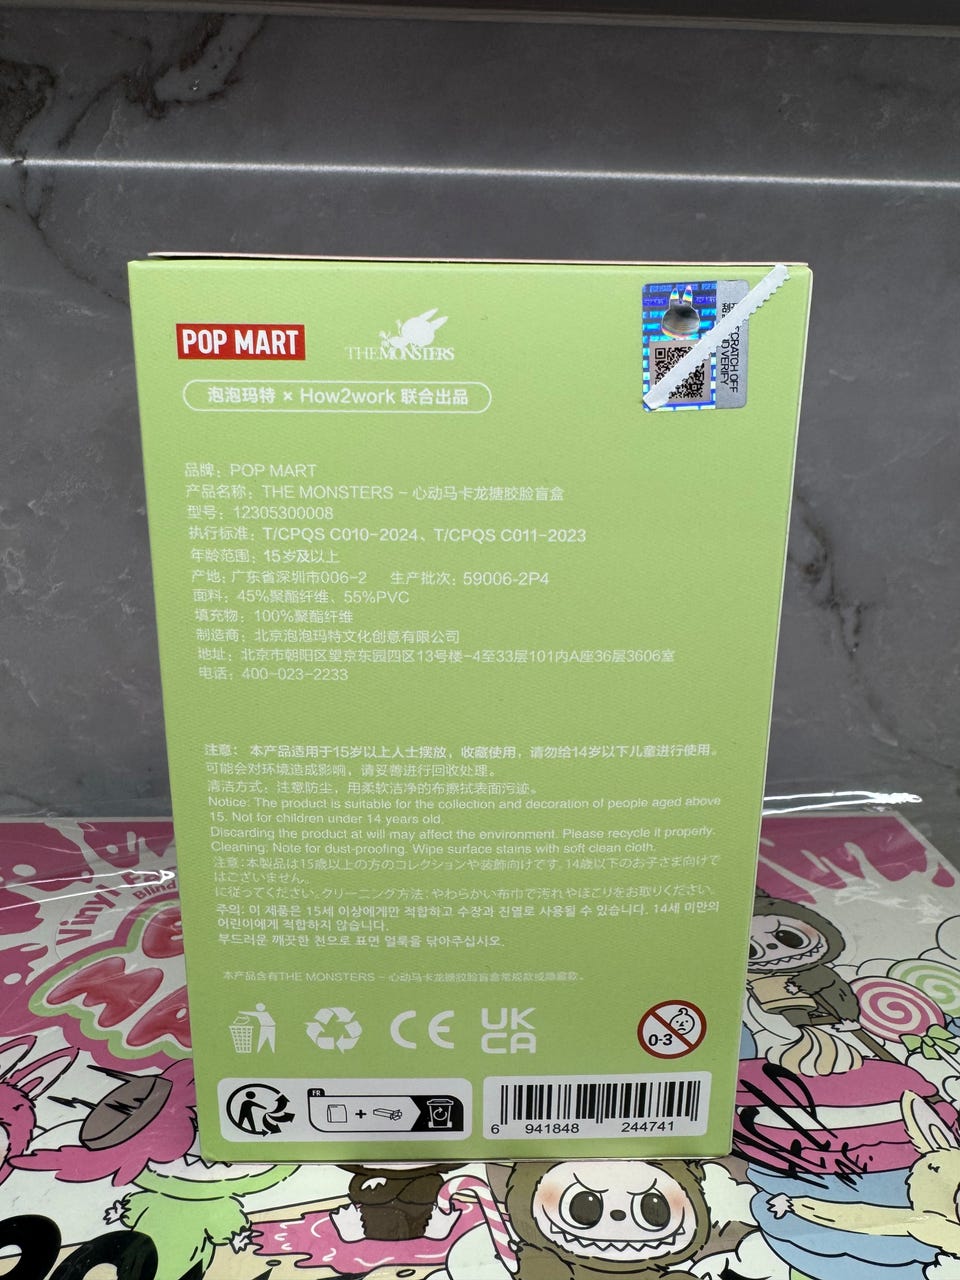 POP MART
THE MONSTERS
泡泡玛特 × How2work 联合出品
SCRATCH OFF
AND VERIFY
品牌：POP MART
产品名称：THE MONSTERS – 心动马卡龙搪胶脸盲盒
型号：12305300008
执行标准：T/CPQS C010-2024、T/CPQS C011-2023
年龄范围：15岁及以上
产地：广东省深圳市006-2 生产批次：59006-2P4
面料：45%聚酯纤维、55%PVC
填充物：100%聚酯纤维
制造商：北京泡泡玛特文化创意有限公司
地址：北京市朝阳区望京东园四区13号楼-4至33层101内A座36层3606室
电话：400-023-2233
注意：本产品适用于15岁以上人士摆放，收藏使用，请勿给14岁以下儿童进行使用。
可能会对环境造成影响，请妥善进行回收处理。
清洁方式：注意防尘，用柔软洁净的布擦拭表面污迹。
Notice: The product is suitable for the collection and decoration of people aged above
15. Not for children under 14 years old.
Discarding the product at will may affect the environment. Please recycle it properly.
Cleaning: Note for dust-proofing. Wipe surface stains with soft clean cloth.
注意：本製品は15歳以上の方のコレクションや装飾向けです。14歳以下のお子さま向けで
はございません。
に従ってください。クリーニング方法：やわらかい布巾で汚れやほこりをお取りください。
주의: 이 제품은 15세 이상에게만 적합하고 수장과 진열로 사용될 수 있습니다. 14세 미만의
어린이에게 적합하지 않습니다.
부드러운 깨끗한 천으로 표면 얼룩을 닦아주십시오.
本产品含有THE MONSTERS – 心动马卡龙搪胶脸盲盒常规款或隐藏款。
CE
UK
CA
0-3
FR
6 941848 244741
Vinyl
Blind